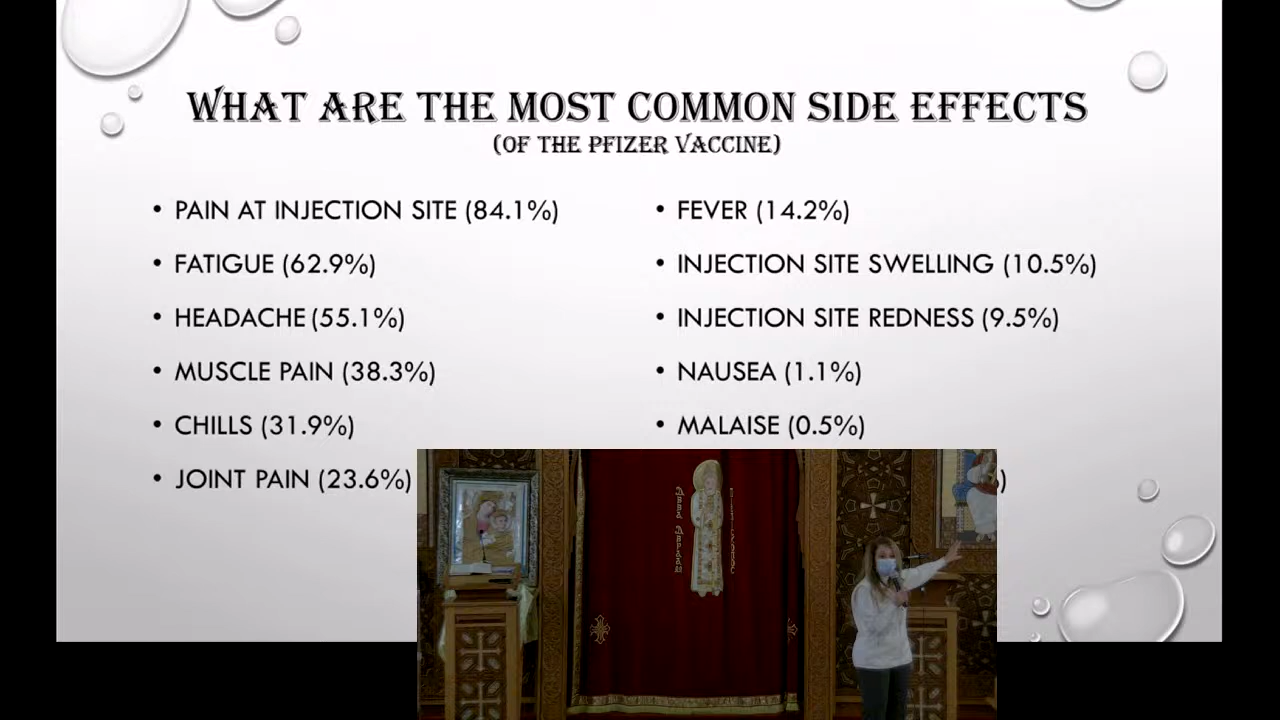 WHAT ARE THE MOST COMMON SIDE EFFECTS
(OF THE PFIZER VACCINE)
• PAIN AT INJECTION SITE (84.1%)
• FATIGUE (62.9%)
• HEADACHE (55.1%)
• MUSCLE PAIN (38.3%)
• CHILLS (31.9%)
• JOINT PAIN (23.6%)
• FEVER (14.2%)
• INJECTION SITE SWELLING (10.5%)
• INJECTION SITE REDNESS (9.5%)
• NAUSEA (1.1%)
• MALAISE (0.5%)
)
ⲀⲂⲂⲀ ⲀⲂⲢⲀⲀⲘ